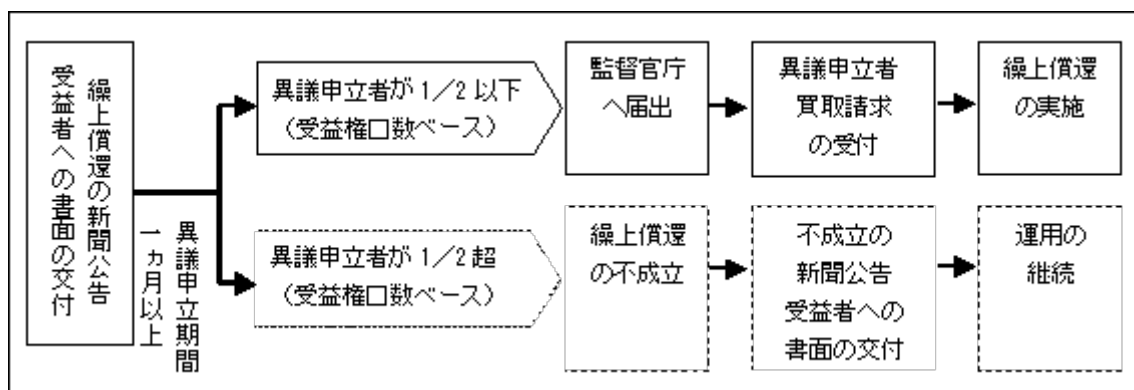 繰上償還の新聞公告
受益者への書面の交付
異議申立期間
一ヵ月以上
異議申立者が1／2以下
（受益権口数ベース）
監督官庁
へ届出
異議申立者
買取請求
の受付
繰上償還
の実施
異議申立者が1／2超
（受益権口数ベース）
繰上償還
の不成立
不成立の
新聞公告
受益者への
書面の交付
運用の
継続